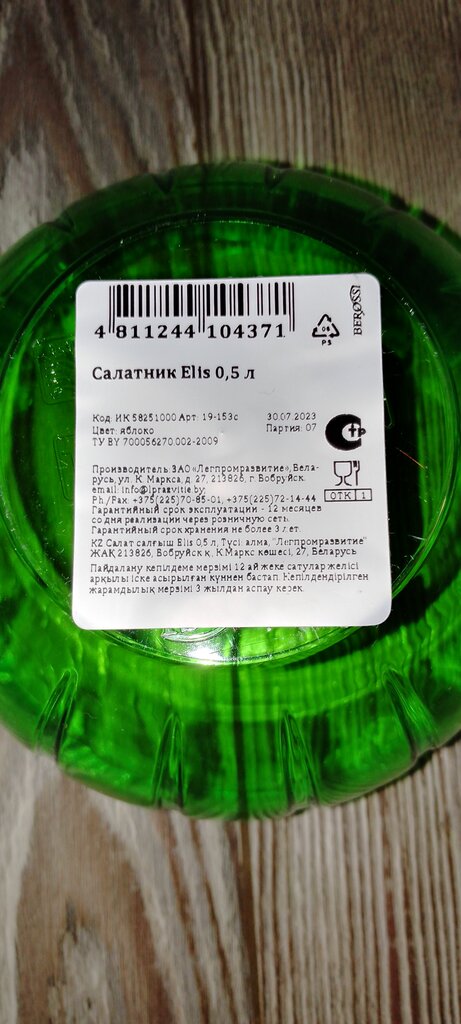 4 811244 104371
06
PS
BEROSSI
Салатник Elis 0,5 л
Код: ИК 58251000 Арт: 19-153с
30.07.2023
Цвет: яблоко
Партия: 07
ТУ BY 700056270.002-2009
Производитель: ЗАО «Легпромразвитие», Бела-
русь, ул. К. Маркса, д. 27, 213826, г. Бобруйск.
email: info@lprazvitie.by;
Ph./Fax: +375(225)70-85-01, +375(225)72-14-44
ОТК 1
Гарантийный срок эксплуатации - 12 месяцев
со дня реализации через розничную сеть.
Гарантийный срок хранения не более 3 лет.
KZ Салат салғыш Elis 0,5 л, Түсі: алма, "Легпромразвитие"
ЖАҚ 213826, Бобруйск қ., К.Маркс көшесі, 27, Беларусь
Пайдалану кепілдеме мерзімі 12 ай жеке сатулар желісі
арқылы іске асырылған күннен бастап. Кепілдендірілген
жарамдылық мерзімі 3 жылдан аспау керек.